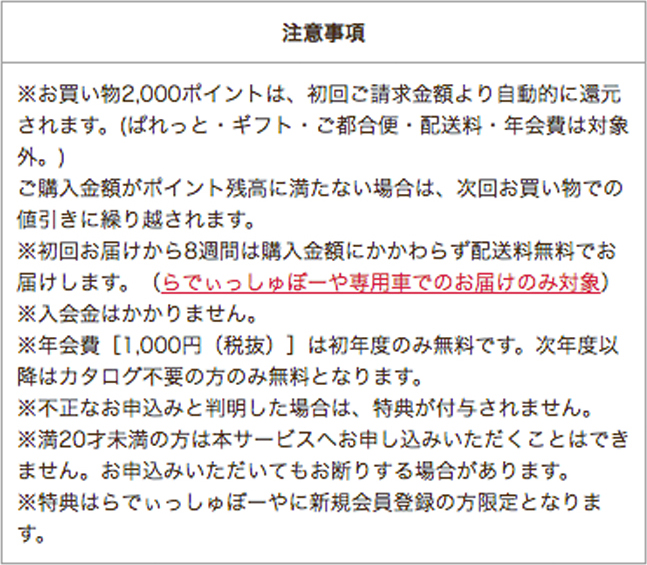 注意事項
※お買い物2,000ポイントは、初回ご請求金額より自動的に還元
されます。(ぱれっと・ギフト・ご都合便・配送料・年会費は対象
外。)
ご購入金額がポイント残高に満たない場合は、次回お買い物での
値引きに繰り越されます。
※初回お届けから8週間は購入金額にかかわらず配送料無料でお
届けします。（らでぃっしゅぼーや専用車でのお届けのみ対象）
※入会金はかかりません。
※年会費［1,000円（税抜）］は初年度のみ無料です。次年度以
降はカタログ不要の方のみ無料となります。
※不正なお申込みと判明した場合は、特典が付与されません。
※満20才未満の方は本サービスへお申し込みいただくことはでき
ません。お申込みいただいてもお断りする場合があります。
※特典はらでぃっしゅぼーやに新規会員登録の方限定となりま
す。